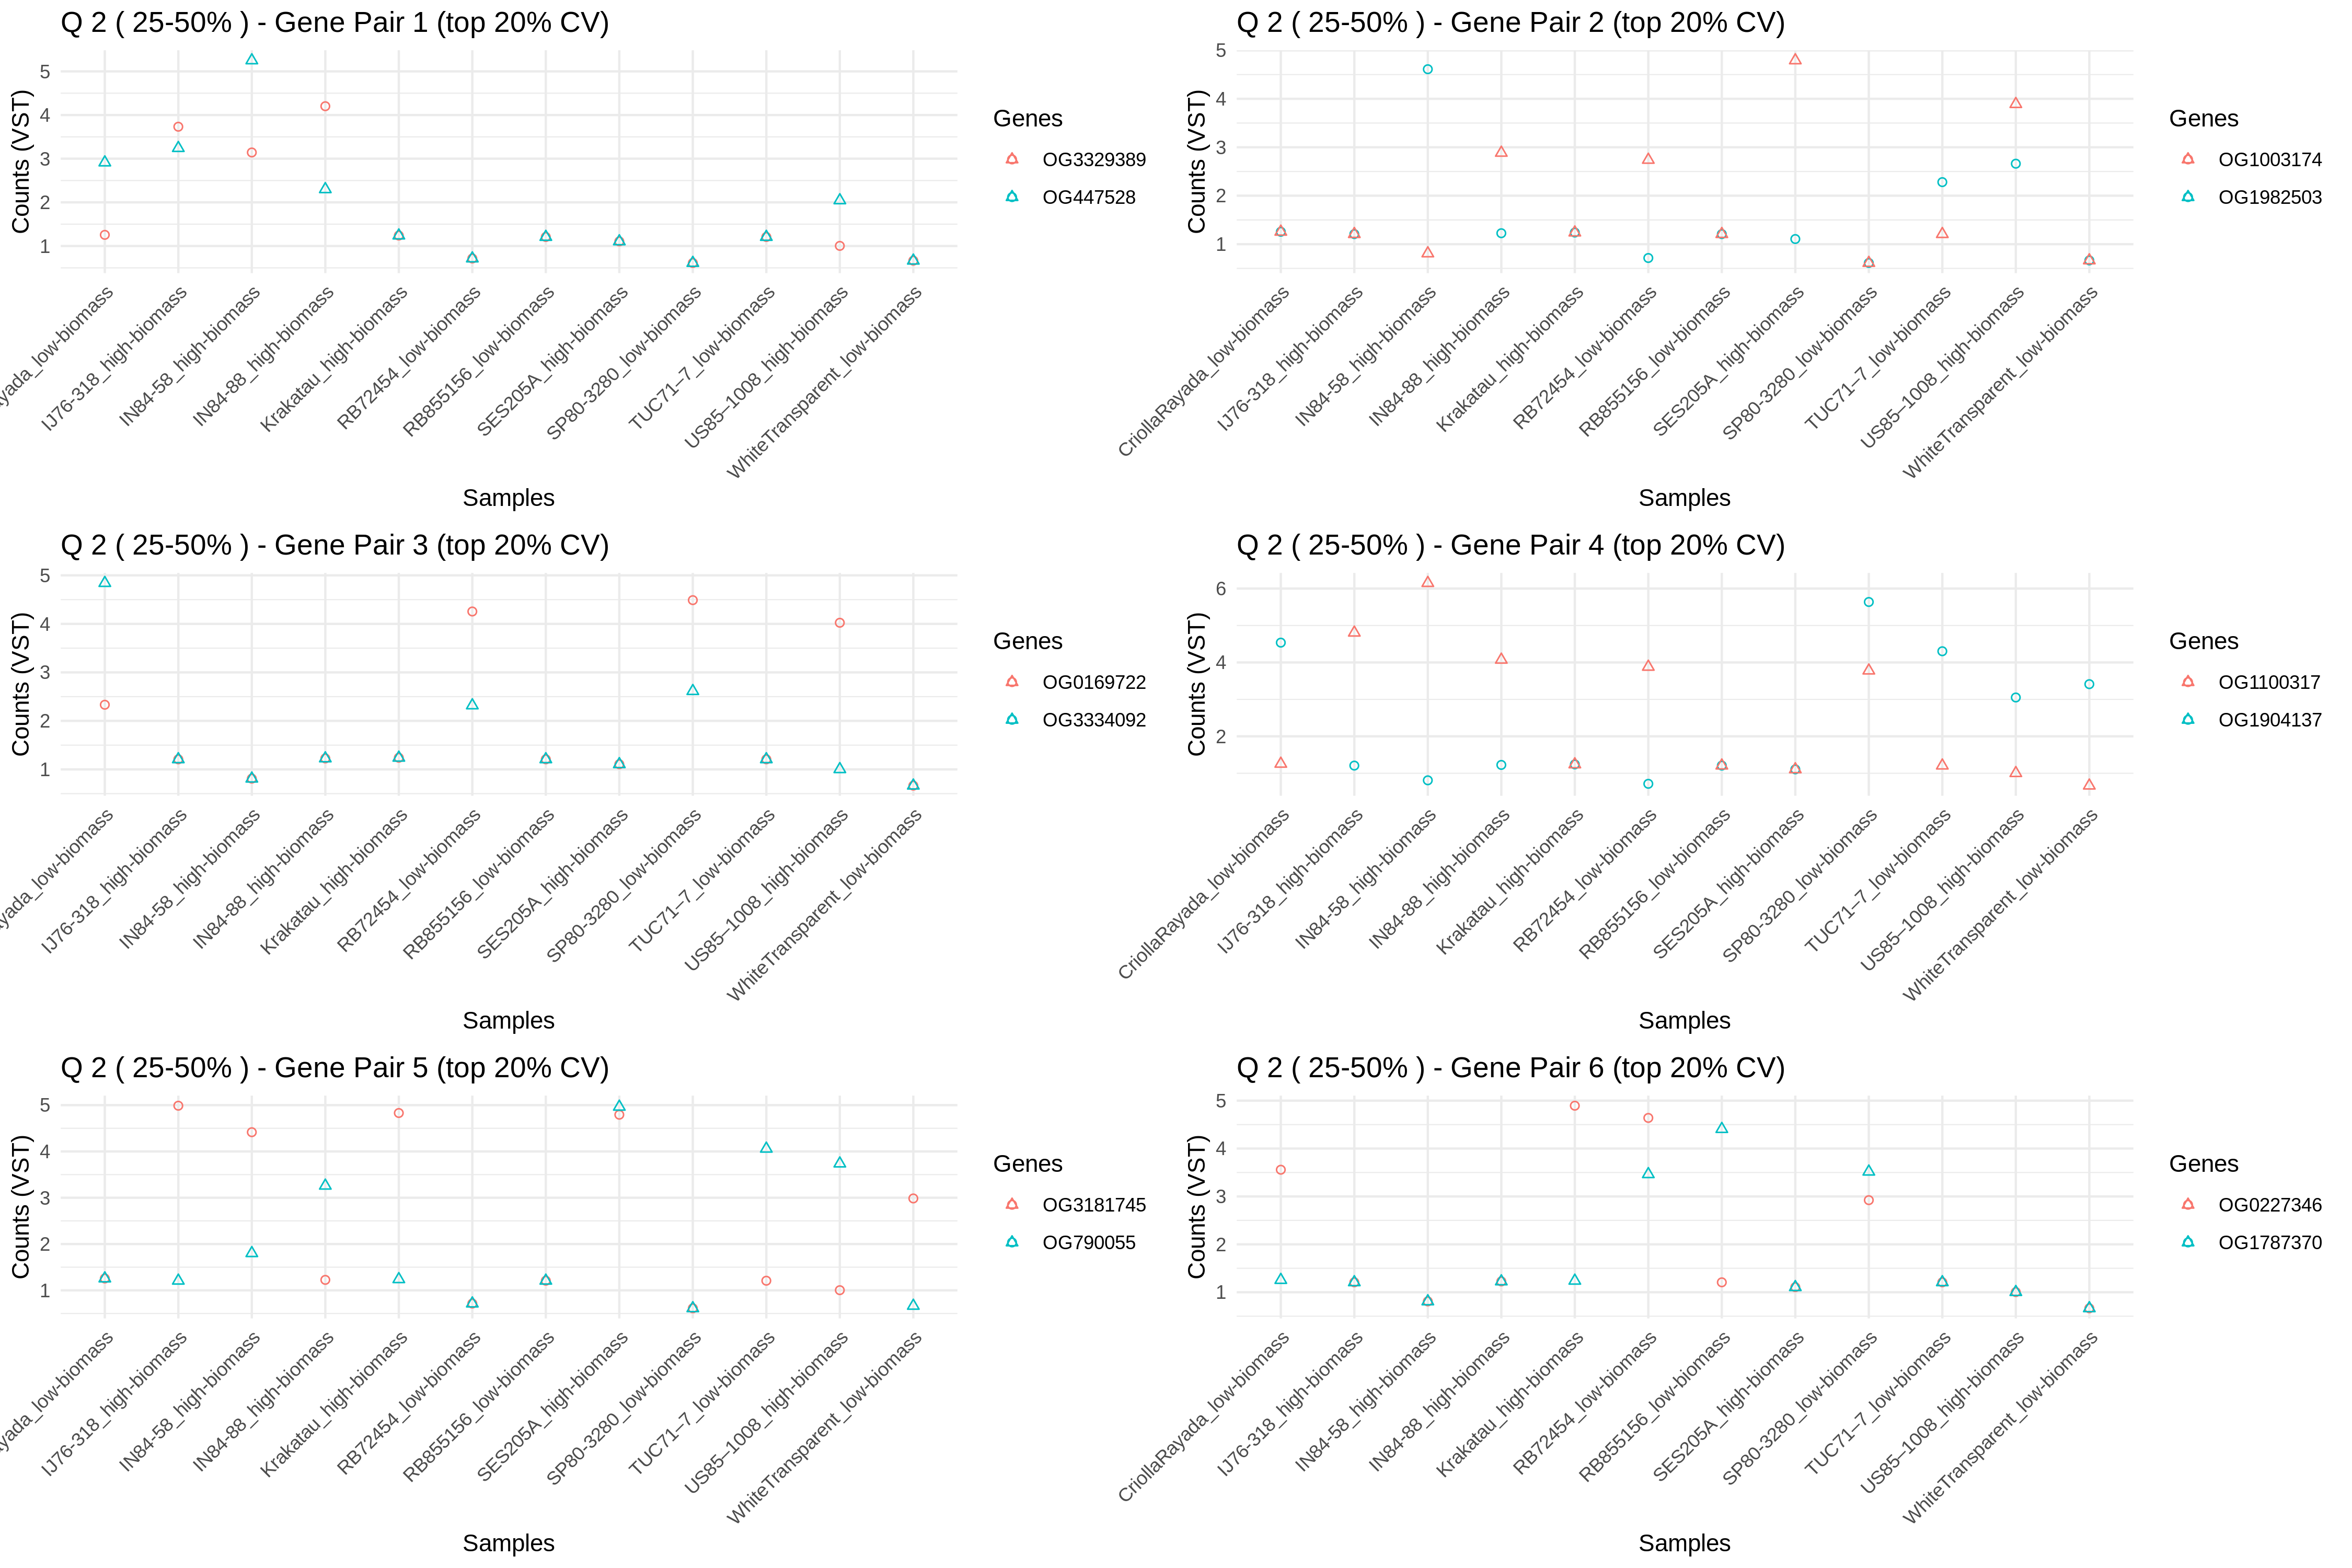 Q 2 ( 25-50% ) - Gene Pair 1 (top 20% CV)
Counts (VST)
5
4
3
2
1
yada_low-biomass
IJ76-318_high-biomass
IN84-58_high-biomass
IN84-88_high-biomass
Krakatau_high-biomass
RB72454_low-biomass
RB855156_low-biomass
SES205A_high-biomass
SP80-3280_low-biomass
TUC71–7_low-biomass
US85–1008_high-biomass
WhiteTransparent_low-biomass
Samples
Genes
OG3329389
OG447528
Q 2 ( 25-50% ) - Gene Pair 2 (top 20% CV)
Counts (VST)
5
4
3
2
1
CriollaRayada_low-biomass
IJ76-318_high-biomass
IN84-58_high-biomass
IN84-88_high-biomass
Krakatau_high-biomass
RB72454_low-biomass
RB855156_low-biomass
SES205A_high-biomass
SP80-3280_low-biomass
TUC71–7_low-biomass
US85–1008_high-biomass
WhiteTransparent_low-biomass
Samples
Genes
OG1003174
OG1982503
Q 2 ( 25-50% ) - Gene Pair 3 (top 20% CV)
Counts (VST)
5
4
3
2
1
yada_low-biomass
IJ76-318_high-biomass
IN84-58_high-biomass
IN84-88_high-biomass
Krakatau_high-biomass
RB72454_low-biomass
RB855156_low-biomass
SES205A_high-biomass
SP80-3280_low-biomass
TUC71–7_low-biomass
US85–1008_high-biomass
WhiteTransparent_low-biomass
Samples
Genes
OG0169722
OG3334092
Q 2 ( 25-50% ) - Gene Pair 4 (top 20% CV)
Counts (VST)
6
4
2
CriollaRayada_low-biomass
IJ76-318_high-biomass
IN84-58_high-biomass
IN84-88_high-biomass
Krakatau_high-biomass
RB72454_low-biomass
RB855156_low-biomass
SES205A_high-biomass
SP80-3280_low-biomass
TUC71–7_low-biomass
US85–1008_high-biomass
WhiteTransparent_low-biomass
Samples
Genes
OG1100317
OG1904137
Q 2 ( 25-50% ) - Gene Pair 5 (top 20% CV)
Counts (VST)
5
4
3
2
1
yada_low-biomass
IJ76-318_high-biomass
IN84-58_high-biomass
IN84-88_high-biomass
Krakatau_high-biomass
RB72454_low-biomass
RB855156_low-biomass
SES205A_high-biomass
SP80-3280_low-biomass
TUC71–7_low-biomass
US85–1008_high-biomass
WhiteTransparent_low-biomass
Samples
Genes
OG3181745
OG790055
Q 2 ( 25-50% ) - Gene Pair 6 (top 20% CV)
Counts (VST)
5
4
3
2
1
CriollaRayada_low-biomass
IJ76-318_high-biomass
IN84-58_high-biomass
IN84-88_high-biomass
Krakatau_high-biomass
RB72454_low-biomass
RB855156_low-biomass
SES205A_high-biomass
SP80-3280_low-biomass
TUC71–7_low-biomass
US85–1008_high-biomass
WhiteTransparent_low-biomass
Samples
Genes
OG0227346
OG1787370